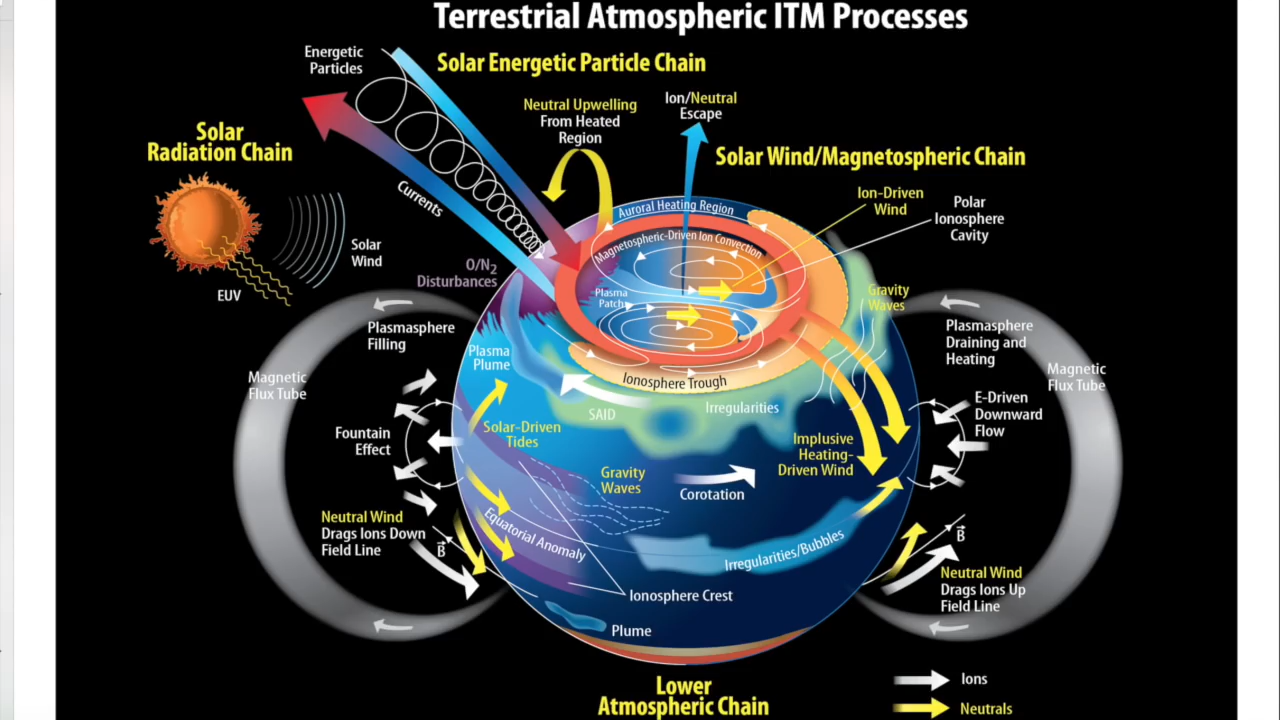 Terrestrial Atmospheric ITM Processes
Energetic
Particles
Solar Energetic Particle Chain
Neutral Upwelling
From Heated
Region
Ion/Neutral
Escape
Solar
Radiation Chain
Solar Wind/Magnetospheric Chain
Currents
Ion-Driven
Wind
Polar
Ionosphere
Cavity
Auroral Heating Region
Magnetospheric-Driven Ion Convection
Solar
Wind
EUV
O/N2
Disturbances
Plasma
Patch
Gravity
Waves
Plasmasphere
Filling
Plasmasphere
Draining and
Heating
Magnetic
Flux Tube
Magnetic
Flux Tube
Plasma
Plume
Ionosphere Trough
SAID
Irregularities
E-Driven
Downward
Flow
Fountain
Effect
Solar-Driven
Tides
Implusive
Heating-
Driven Wind
Gravity
Waves
Corotation
Neutral Wind
Drags Ions Down
Field Line
B
Equatorial Anomaly
Irregularities/Bubbles
B
Neutral Wind
Drags Ions Up
Field Line
Ionosphere Crest
Plume
Lower
Atmospheric Chain
Ions
Neutrals